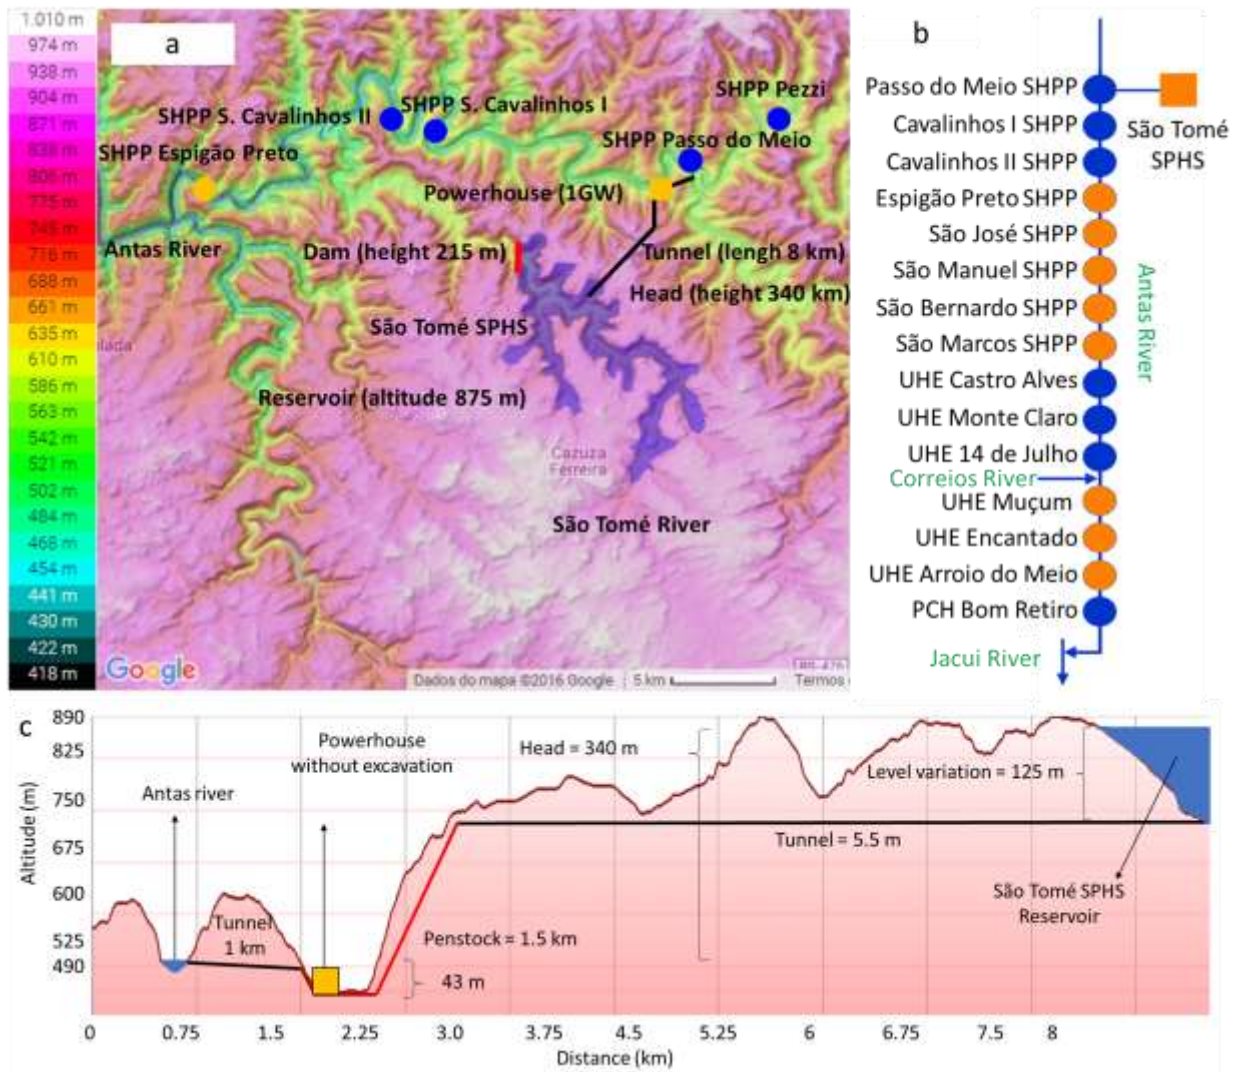 1.010 m
974 m
938 m
904 m
871 m
838 m
806 m
775 m
745 m
716 m
688 m
661 m
635 m
610 m
586 m
563 m
542 m
521 m
502 m
484 m
468 m
454 m
441 m
430 m
422 m
418 m
a
SHPP S. Cavalinhos II
SHPP S. Cavalinhos I
SHPP Pezzi
SHPP Espigão Preto
SHPP Passo do Meio
Powerhouse (1GW)
Antas River
Dam (height 215 m)
Tunnel (lengh 8 km)
Head (height 340 km)
São Tomé SPHS
Reservoir (altitude 875 m)
Cazuza
Ferreira
São Tomé River
Google
Dados do mapa ©2016 Google
5 km
Termos
b
Passo do Meio SHPP
São Tomé
SPHS
Cavalinhos I SHPP
Cavalinhos II SHPP
Espigão Preto SHPP
São José SHPP
São Manuel SHPP
São Bernardo SHPP
São Marcos SHPP
Antas River
UHE Castro Alves
UHE Monte Claro
UHE 14 de Julho
Correios River
UHE Muçum
UHE Encantado
UHE Arroio do Meio
PCH Bom Retiro
Jacui River
c
Altitude (m)
890
825
750
675
600
525
490
Antas river
Powerhouse
without excavation
Head = 340 m
Level variation = 125 m
Tunnel = 5.5 m
São Tomé SPHS
Reservoir
Tunnel
1 km
Penstock = 1.5 km
43 m
0
0.75
1.5
2.25
3.0
3.75
4.5
5.25
6
6.75
7.5
8
Distance (km)